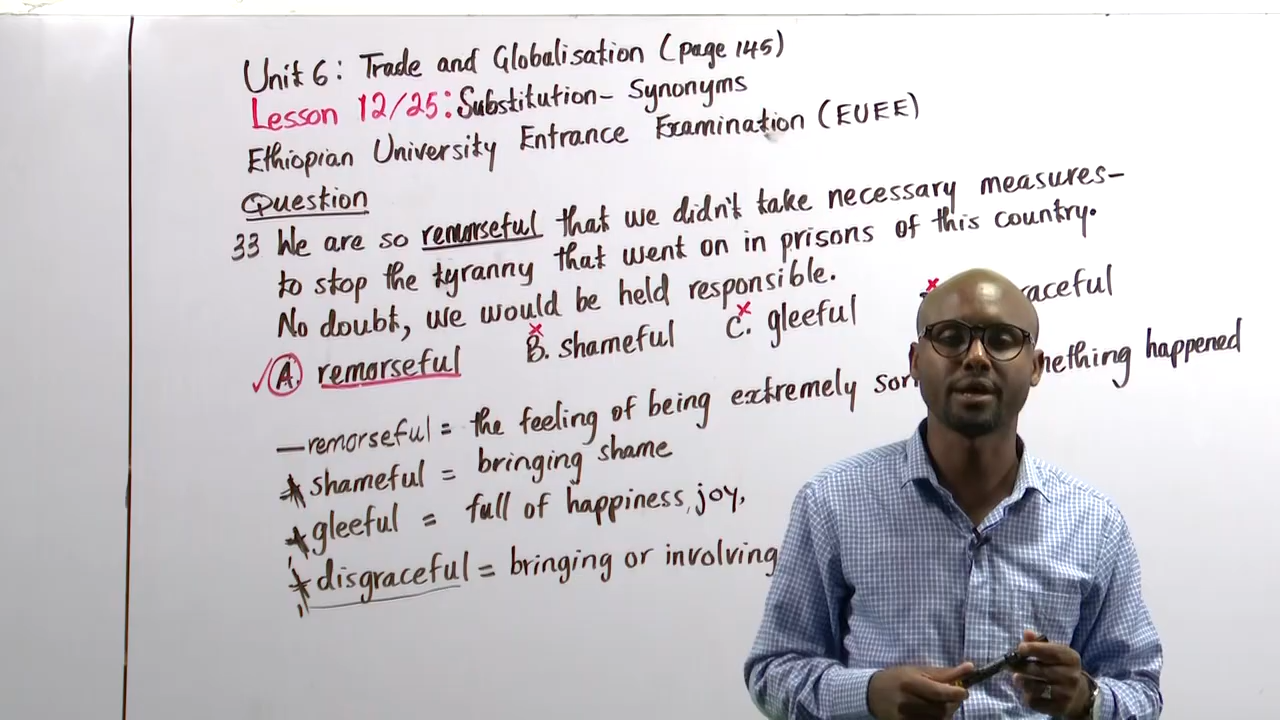 Unit 6: Trade and Globalisation (page 145)
Lesson 12/25: Substitution- Synonyms
Ethiopian University Entrance Examination (EUEE)
Question
33 We are so remorseful that we didn't take necessary measures-
to stop the tyranny that went on in prisons of this country.
No doubt, we would be held responsible.
A. remorseful B. shameful C. gleeful
-remorseful = the feeling of being extremely happened
shameful = bringing shame
gleeful = full of happiness, joy,
disgraceful = bringing or involving